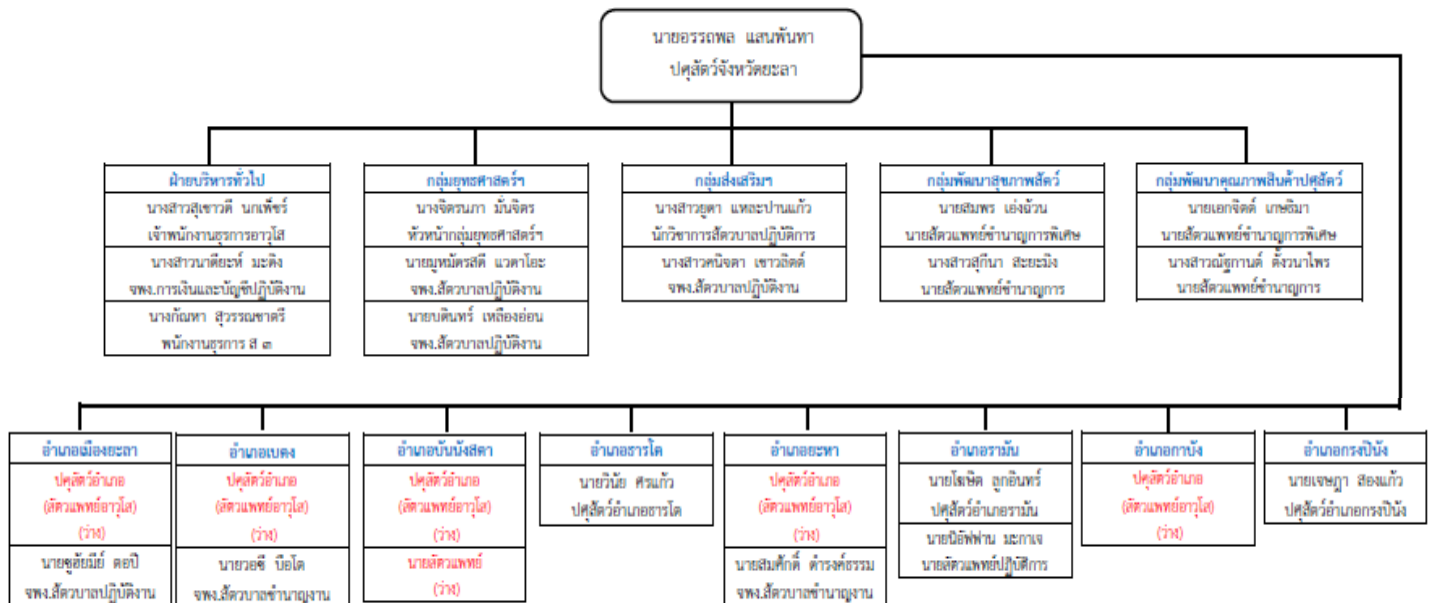 นายอรรถพล แสนพันทา
ปศุสัตว์จังหวัดยะลา
ฝ่ายบริหารทั่วไป
นางสาวสุเชาวดี นกเพ็ชร์
เจ้าพนักงานธุรการอาวุโส
นางสาวนาดียะห์ มะดิง
จพง.การเงินและบัญชีปฏิบัติงาน
นางกัณหา สุวรรณชาตรี
พนักงานธุรการ ส ๓
กลุ่มยุทธศาสตร์ฯ
นางจิตรนภา มั่นจิตร
หัวหน้ากลุ่มยุทธศาสตร์ฯ
นายมูหมัดรสดี แวดาโอะ
จพง.สัตวบาลปฏิบัติงาน
นายบดินทร์ เหลืองอ่อน
จพง.สัตวบาลปฏิบัติงาน
กลุ่มส่งเสริมฯ
นางสาวยูดา แหละปานแก้ว
นักวิชาการสัตวบาลปฏิบัติการ
นางสาวคนิจตา เชาวลิตต์
จพง.สัตวบาลปฏิบัติงาน
กลุ่มพัฒนาสุขภาพสัตว์
นายสมพร เอ่งฉ้วน
นายสัตวแพทย์ชำนาญการพิเศษ
นางสาวสุกีนา สะยะมิง
นายสัตวแพทย์ชำนาญการ
กลุ่มพัฒนาคุณภาพสินค้าปศุสัตว์
นายเอกจิตต์ เกษธิมา
นายสัตวแพทย์ชำนาญการพิเศษ
นางสาวณัฐกานต์ ตั้งวนาไพร
นายสัตวแพทย์ชำนาญการ
อำเภอเมืองยะลา
ปศุสัตว์อำเภอ
(สัตวแพทย์อาวุโส)
(ว่าง)
นายซูฮัยมีย์ ตอปี
จพง.สัตวบาลปฏิบัติงาน
อำเภอเบตง
ปศุสัตว์อำเภอ
(สัตวแพทย์อาวุโส)
(ว่าง)
นายวอซี บือโต
จพง.สัตวบาลชำนาญงาน
อำเภอบันนังสตา
ปศุสัตว์อำเภอ
(สัตวแพทย์อาวุโส)
(ว่าง)
นายสัตวแพทย์
(ว่าง)
อำเภอธารโต
นายวินัย ศรแก้ว
ปศุสัตว์อำเภอธารโต
อำเภอยะหา
ปศุสัตว์อำเภอ
(สัตวแพทย์อาวุโส)
(ว่าง)
นายสมศักดิ์ ดำรงค์ธรรม
จพง.สัตวบาลชำนาญงาน
อำเภอรามัน
นายโฆษิต ลูกอินทร์
ปศุสัตว์อำเภอรามัน
นายนิอัฟฟาน มะกาเจ
นายสัตวแพทย์ปฏิบัติการ
อำเภอกาบัง
ปศุสัตว์อำเภอ
(สัตวแพทย์อาวุโส)
(ว่าง)
อำเภอกรงปินัง
นายเจษฎา สองแก้ว
ปศุสัตว์อำเภอกรงปินัง